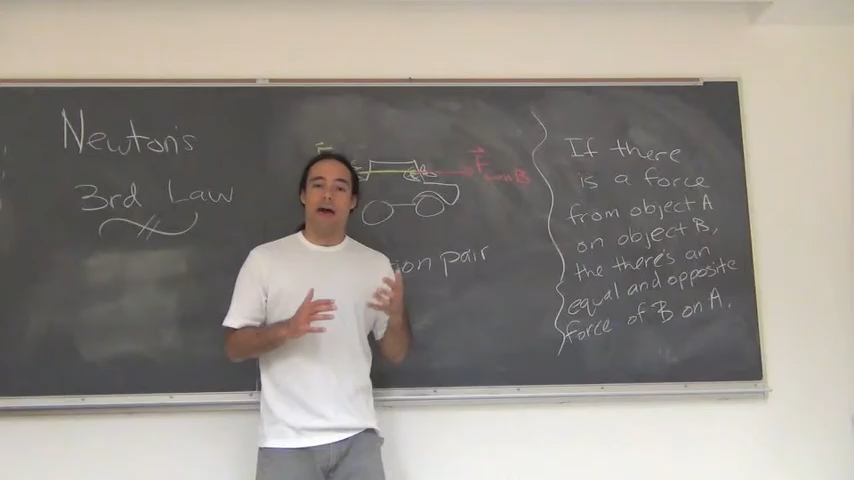 Newton's
3rd Law
F
F on B
B
ion pair
If there
is a force
from object A
on object B,
the there's an
equal and opposite
force of B on A.